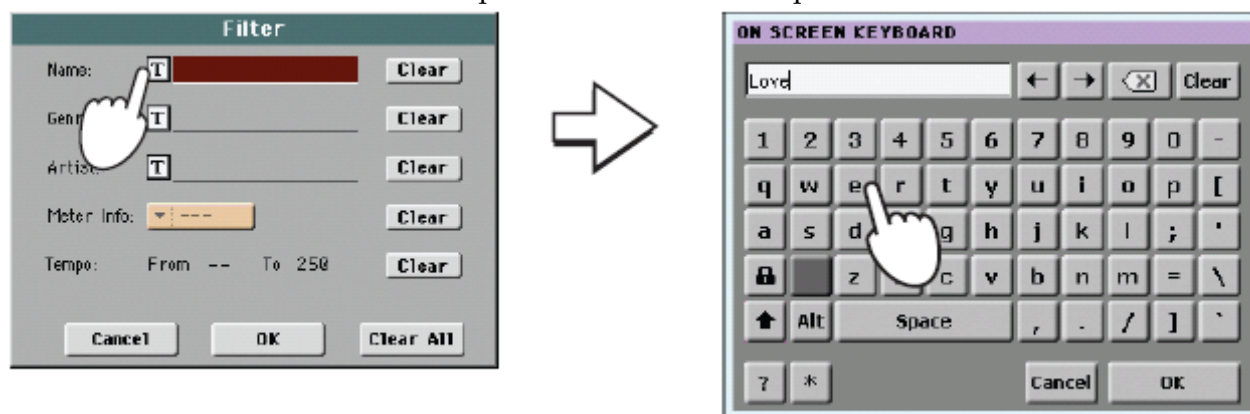 Filter
Name: T Clear
T Clear
T Clear
Meter Info: --- Clear
Tempo: From -- To 250 Clear
Cancel OK Clear All
ON SCREEN KEYBOARD
Love ← → Clear
1 2 3 4 5 6 7 8 9 0 -
q w e r t y u i o p [
a s d g h j k l ; '
z c v b n m = \
Alt Space , . / ] `
? * Cancel OK